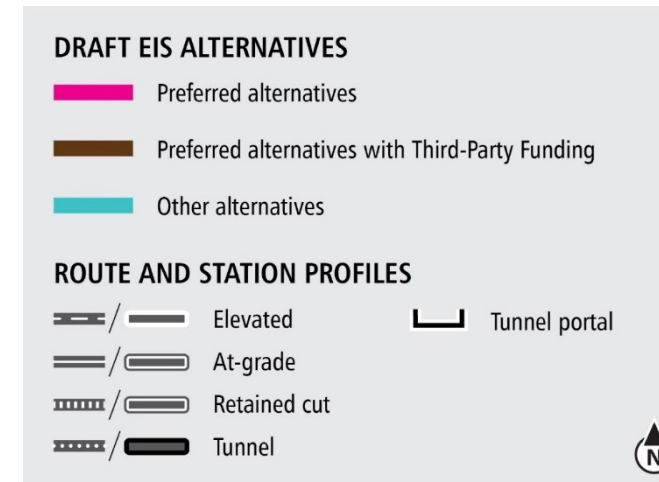 DRAFT EIS ALTERNATIVES
Preferred alternatives
Preferred alternatives with Third-Party Funding
Other alternatives
ROUTE AND STATION PROFILES
/ Elevated
Tunnel portal
/ At-grade
/ Retained cut
/ Tunnel
N